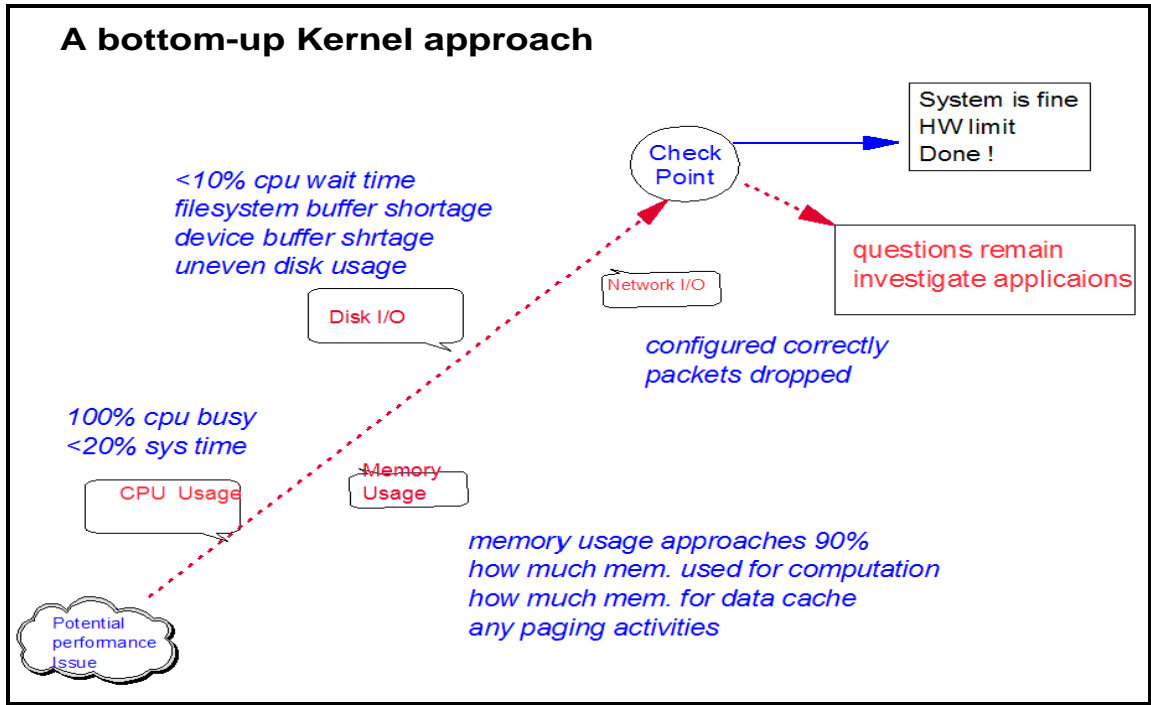 A bottom-up Kernel approach
System is fine
HW limit
Done !
Check
Point
<10% cpu wait time
filesystem buffer shortage
device buffer shrtage
uneven disk usage
questions remain
investigate applicaions
Network I/O
Disk I/O
configured correctly
packets dropped
100% cpu busy
<20% sys time
Memory
Usage
CPU Usage
memory usage approaches 90%
how much mem. used for computation
how much mem. for data cache
any paging activities
Potential
performance
Issue